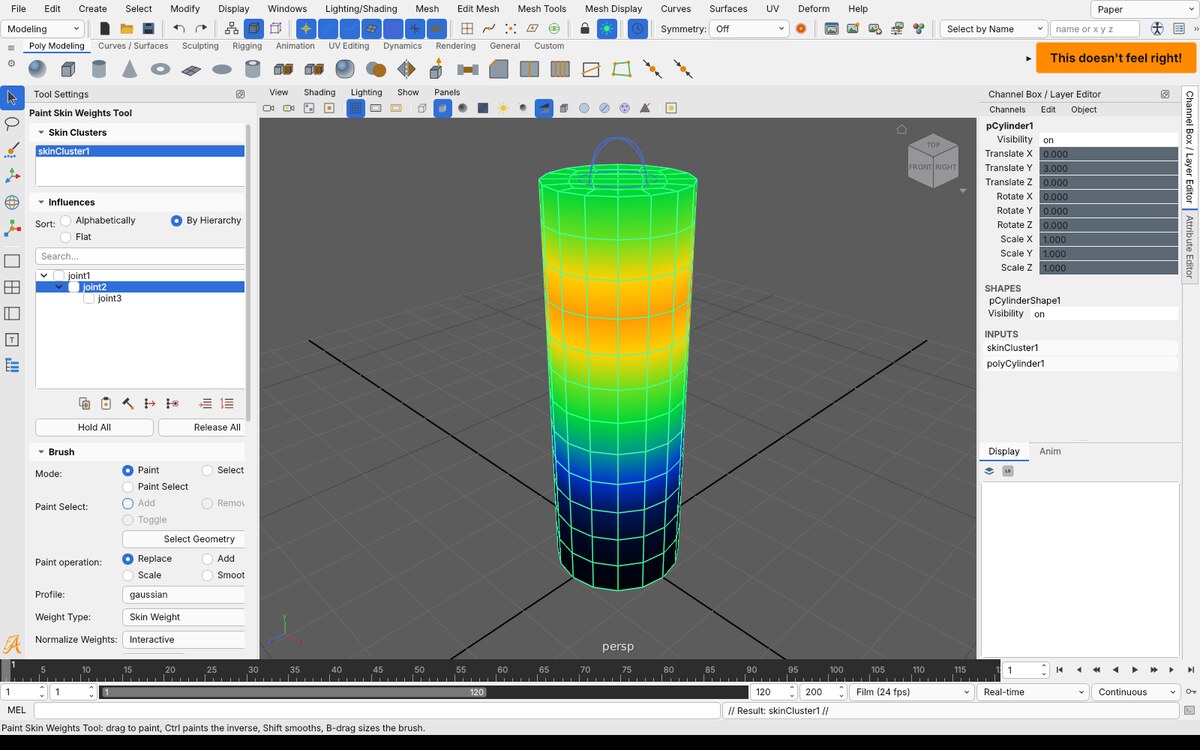 File Edit Create Select Modify Display Windows Lighting/Shading Mesh Edit Mesh Mesh Tools Mesh Display Curves Surfaces UV Deform Help Paper
Modeling Symmetry: Off Select by Name name or x y z
Poly Modeling Curves / Surfaces Sculpting Rigging Animation UV Editing Dynamics Rendering General Custom
This doesn't feel right!
Tool Settings
View Shading Lighting Show Panels
Channel Box / Layer Editor
Paint Skin Weights Tool
Skin Clusters
skinCluster1
Influences
Sort: Alphabetically By Hierarchy
Flat
Search...
joint1
joint2
joint3
Hold All Release All
Brush
Mode: Paint Select
Paint Select
Paint Select: Add Remov
Toggle
Select Geometry
Paint operation: Replace Add
Scale Smoot
Profile: gaussian
Weight Type: Skin Weight
Normalize Weights: Interactive
TOP
FRONT RIGHT
y
persp
Channels Edit Object
pCylinder1
Visibility on
Translate X 0.000
Translate Y 3.000
Translate Z 0.000
Rotate X 0.000
Rotate Y 0.000
Rotate Z 0.000
Scale X 1.000
Scale Y 1.000
Scale Z 1.000
SHAPES
pCylinderShape1
Visibility on
INPUTS
skinCluster1
polyCylinder1
Display Anim
Channel Box / Layer Editor
Attribute Editor
1 5 10 15 20 25 30 35 40 45 50 55 60 65 70 75 80 85 90 95 100 105 110 115 1
1 1 1 120 120 200 Film (24 fps) Real-time Continuous
MEL // Result: skinCluster1 //
Paint Skin Weights Tool: drag to paint, Ctrl paints the inverse, Shift smooths, B-drag sizes the brush.